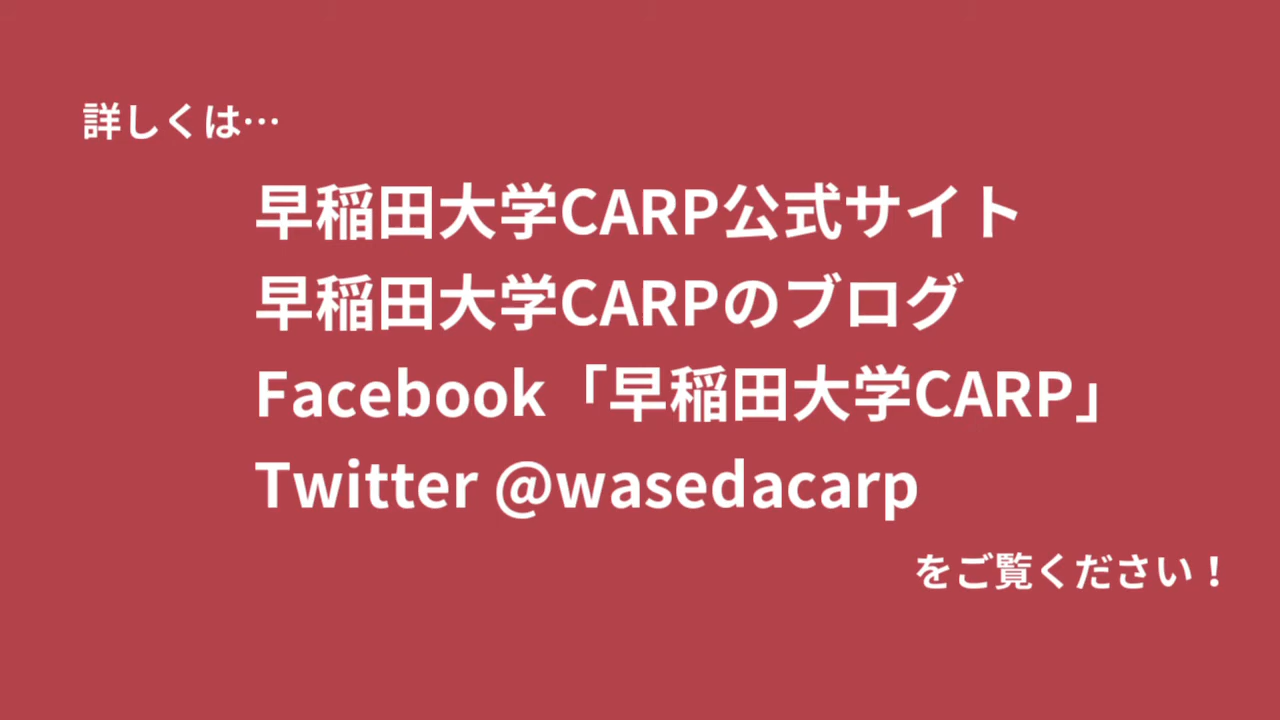 詳しくは…
早稲田大学CARP公式サイト
早稲田大学CARPのブログ
Facebook「早稲田大学CARP」
Twitter @wasedacarp
をご覧ください！